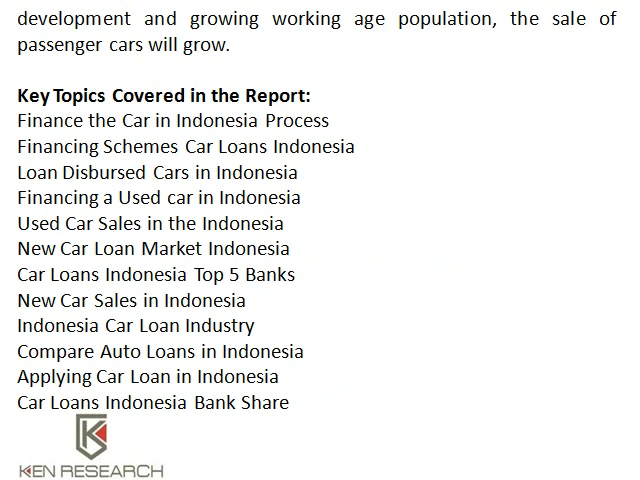 development and growing working age population, the sale of
passenger cars will grow.
Key Topics Covered in the Report:
Finance the Car in Indonesia Process
Financing Schemes Car Loans Indonesia
Loan Disbursed Cars in Indonesia
Financing a Used car in Indonesia
Used Car Sales in the Indonesia
New Car Loan Market Indonesia
Car Loans Indonesia Top 5 Banks
New Car Sales in Indonesia
Indonesia Car Loan Industry
Compare Auto Loans in Indonesia
Applying Car Loan in Indonesia
Car Loans Indonesia Bank Share
KEN RESEARCH